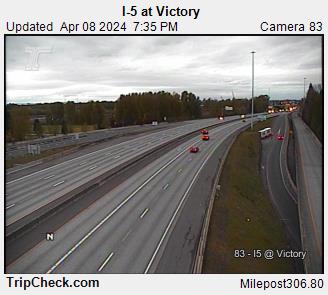 I-5 at Victory
Updated Apr 08 2024 7:35 PM Camera 83
N
83 - I5 @ Victory
TripCheck.com Milepost306.80